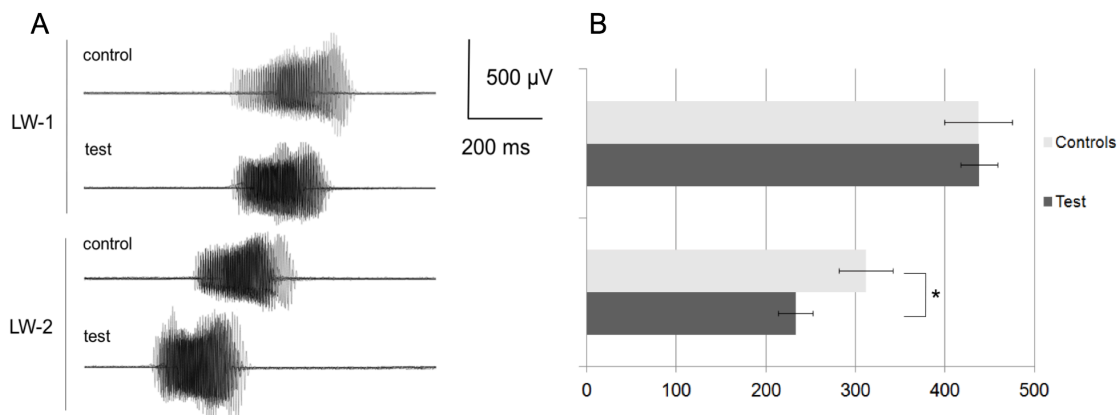 A
control
LW-1
test
control
LW-2
test
500 µV
200 ms
B
Controls
Test
*
0 100 200 300 400 500